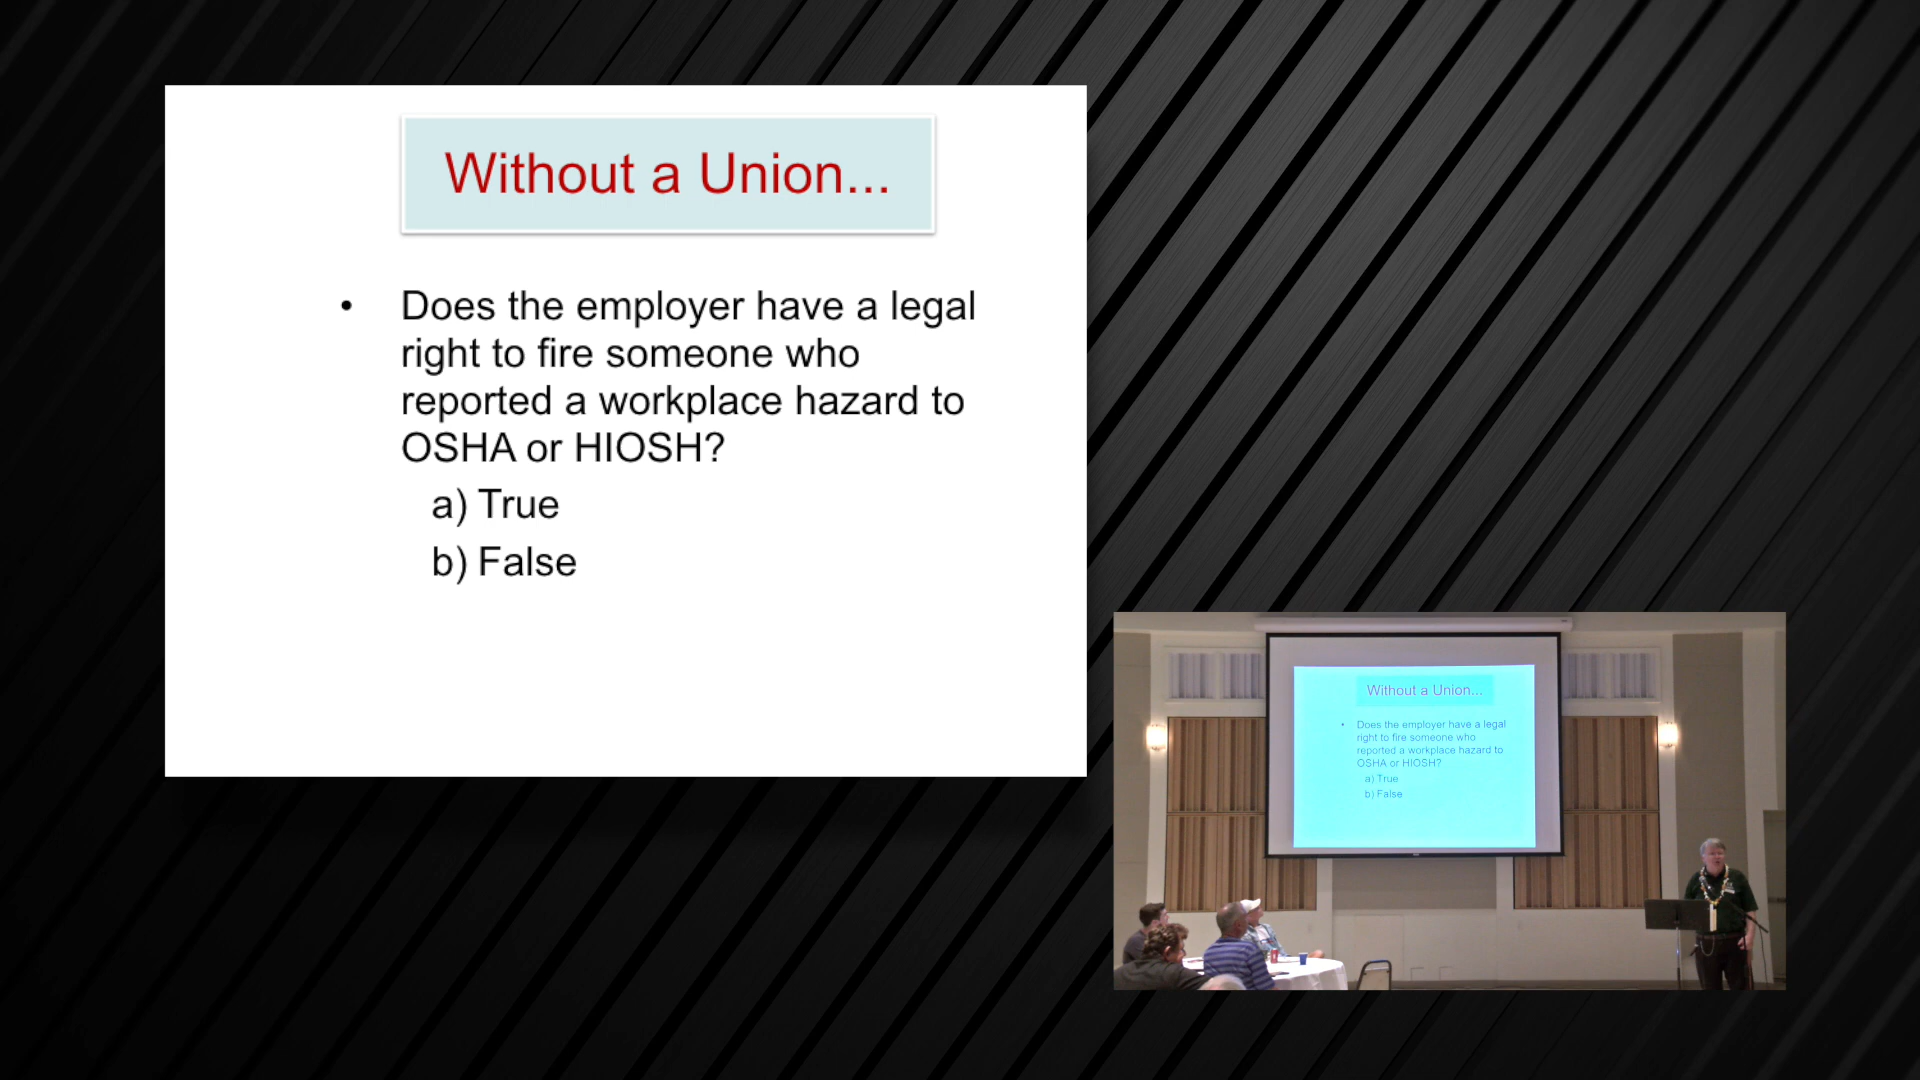 Without a Union...
• Does the employer have a legal
right to fire someone who
reported a workplace hazard to
OSHA or HIOSH?
a) True
b) False
Without a Union...
• Does the employer have a legal
right to fire someone who
reported a workplace hazard to
OSHA or HIOSH?
a) True
b) False